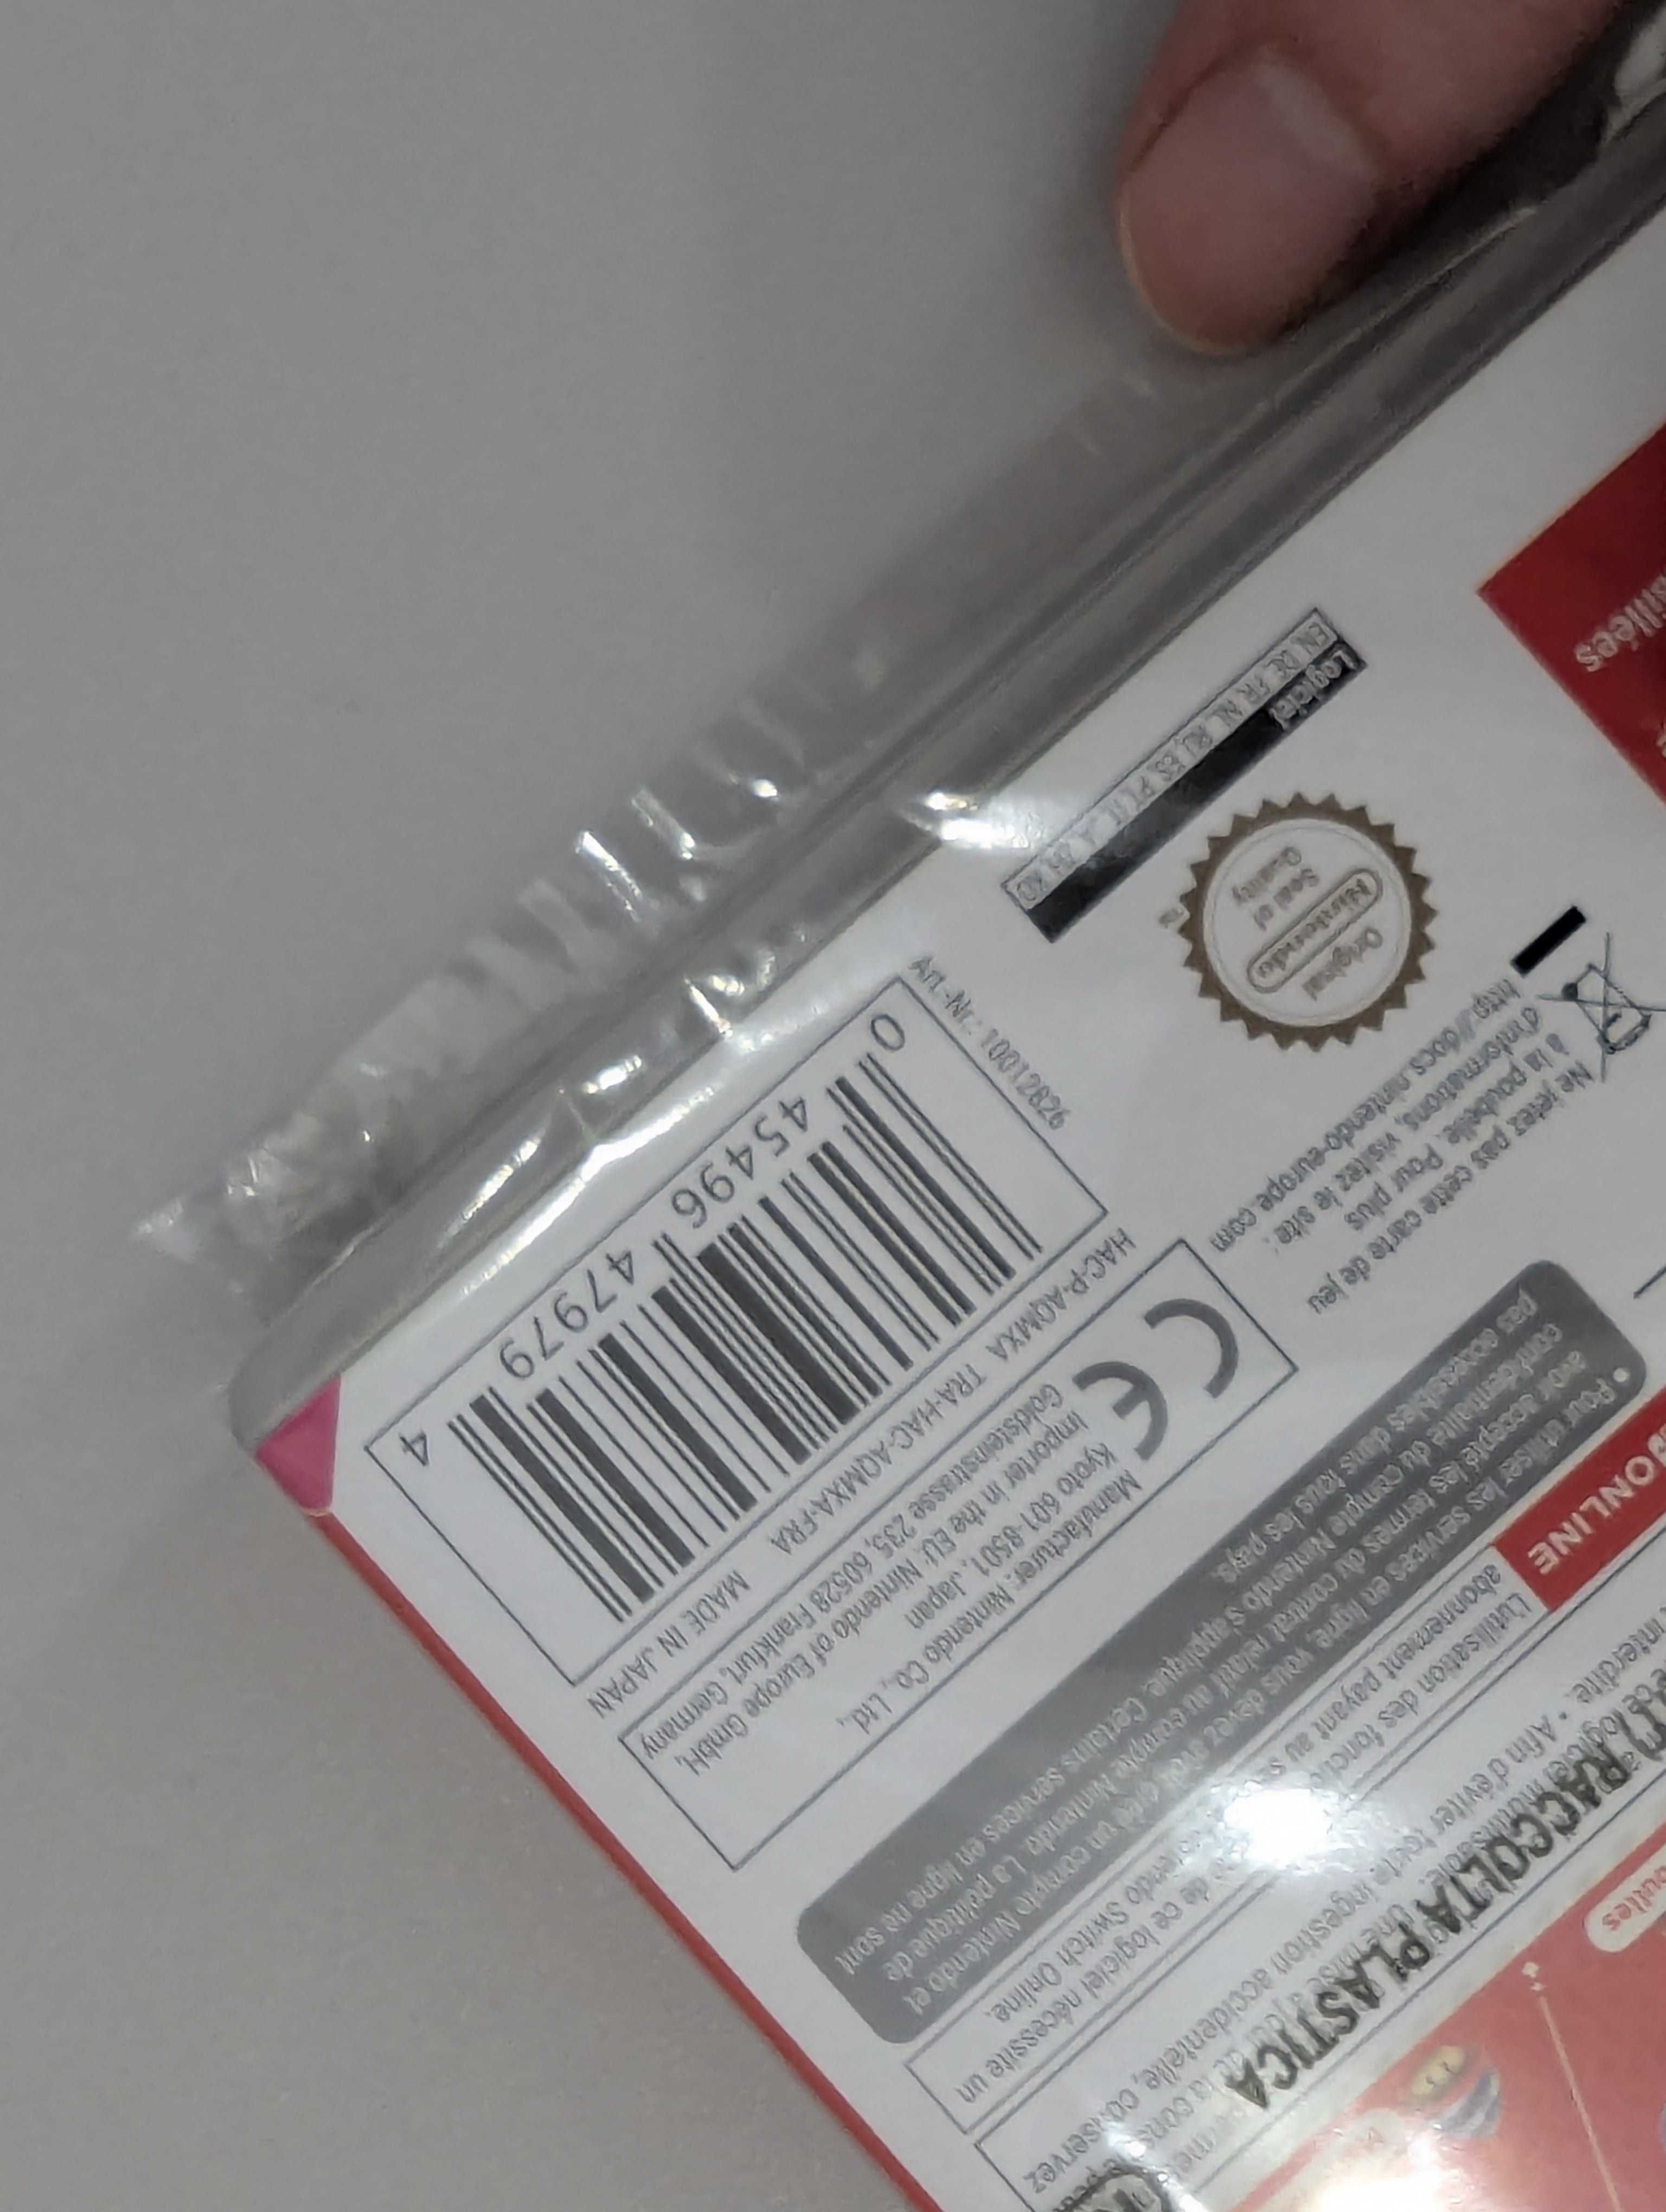 sillées
Logiciel
EN DE FR NL RU ES PT IT JA ZH KO
Original
Nintendo
Seal of
Quality
TM
Ne jetez pas cette carte de jeu
à la poubelle. Pour plus
d'informations, visitez le site :
http://docs.nintendo-europe.com
Art.-Nr.: 10012826
0 45496 47979 4
HAC-P-AQMXA TRA-HAC-AQMXA-FRA MADE IN JAPAN
CE
Manufacturer: Nintendo Co., Ltd.,
Kyoto 601-8501, Japan
Importer in the EU: Nintendo of Europe GmbH,
Goldsteinstrasse 235, 60528 Frankfurt, Germany
• Pour utiliser les services en ligne, vous devez créer un compte Nintendo et
avoir accepté les termes du contrat relatif au compte Nintendo. La politique de
confidentialité du compte Nintendo s'applique. Certains services en ligne ne sont
pas accessibles dans tous les pays.
ONLINE
L'utilisation des de ce logiciel nécessite un
abonnement payant au Nintendo Switch Online.
interdite. • Afin d'éviter toute ingestion accidentelle, conservez
RACCOLTA PLASTICA